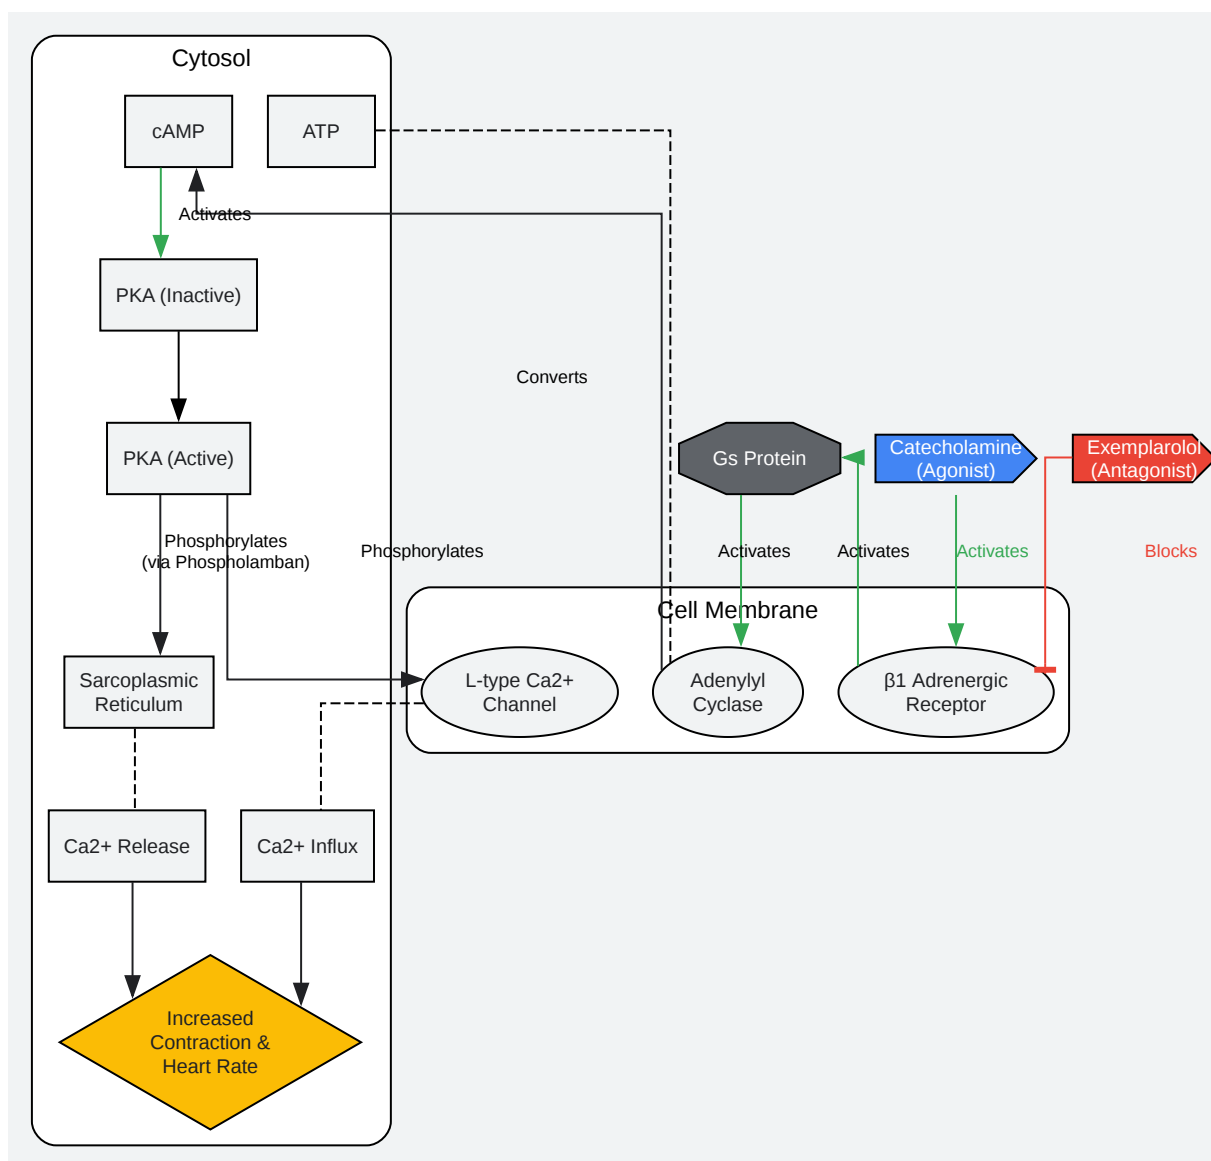 Cytosol
cAMP
ATP
Activates
PKA (Inactive)
Converts
PKA (Active)
Gs Protein
Catecholamine
(Agonist)
Exemplarolol
(Antagonist)
Phosphorylates
(via Phospholamban)
Phosphorylates
Activates
Activates
Activates
Blocks
Cell Membrane
Sarcoplasmic
Reticulum
L-type Ca2+
Channel
Adenylyl
Cyclase
β1 Adrenergic
Receptor
Ca2+ Release
Ca2+ Influx
Increased
Contraction &
Heart Rate